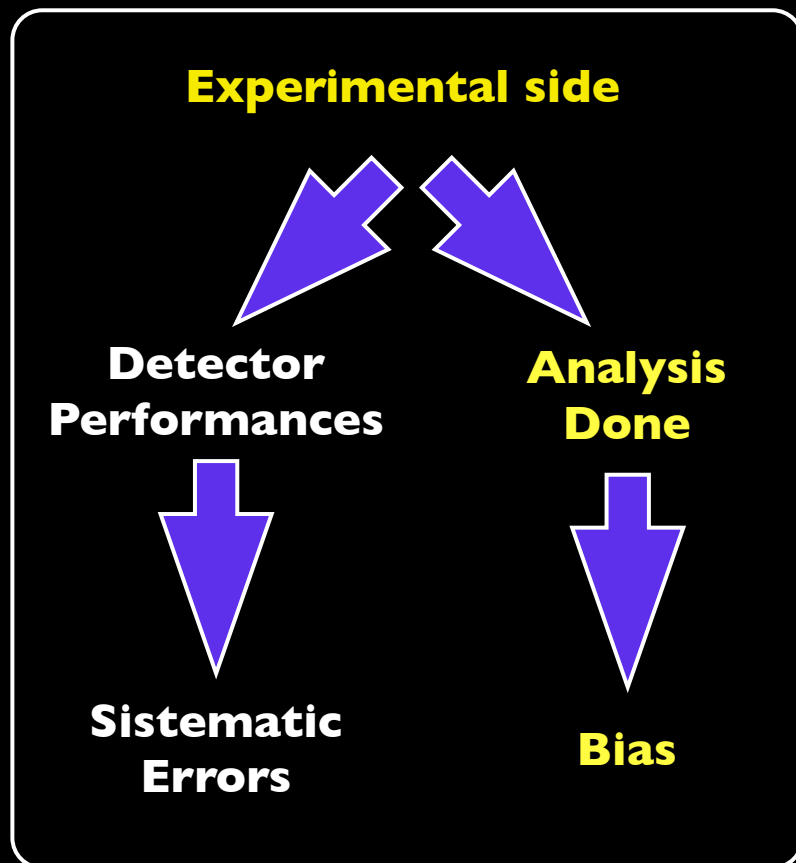 Experimental side
Detector
Performances
Analysis
Done
Sistematic
Errors
Bias